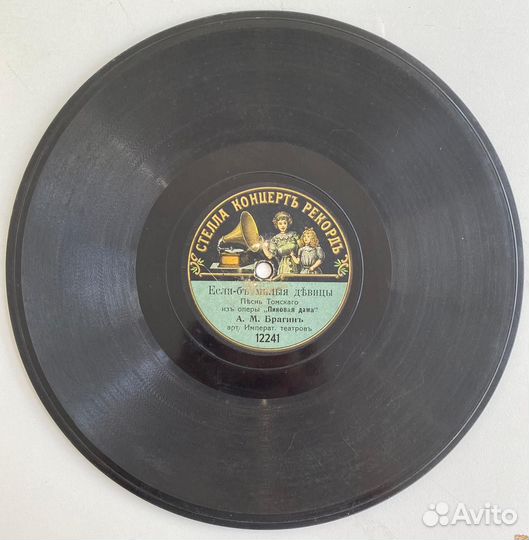 СТЕЛЛА КОНЦЕРТЪ РЕКОРДЪ
Если-бъ милыя дѣвицы
Пѣснь Томскаго
изъ оперы „Пиковая дама"
А. М. Брагинъ
арт. Императ. театровъ
12241
Avito